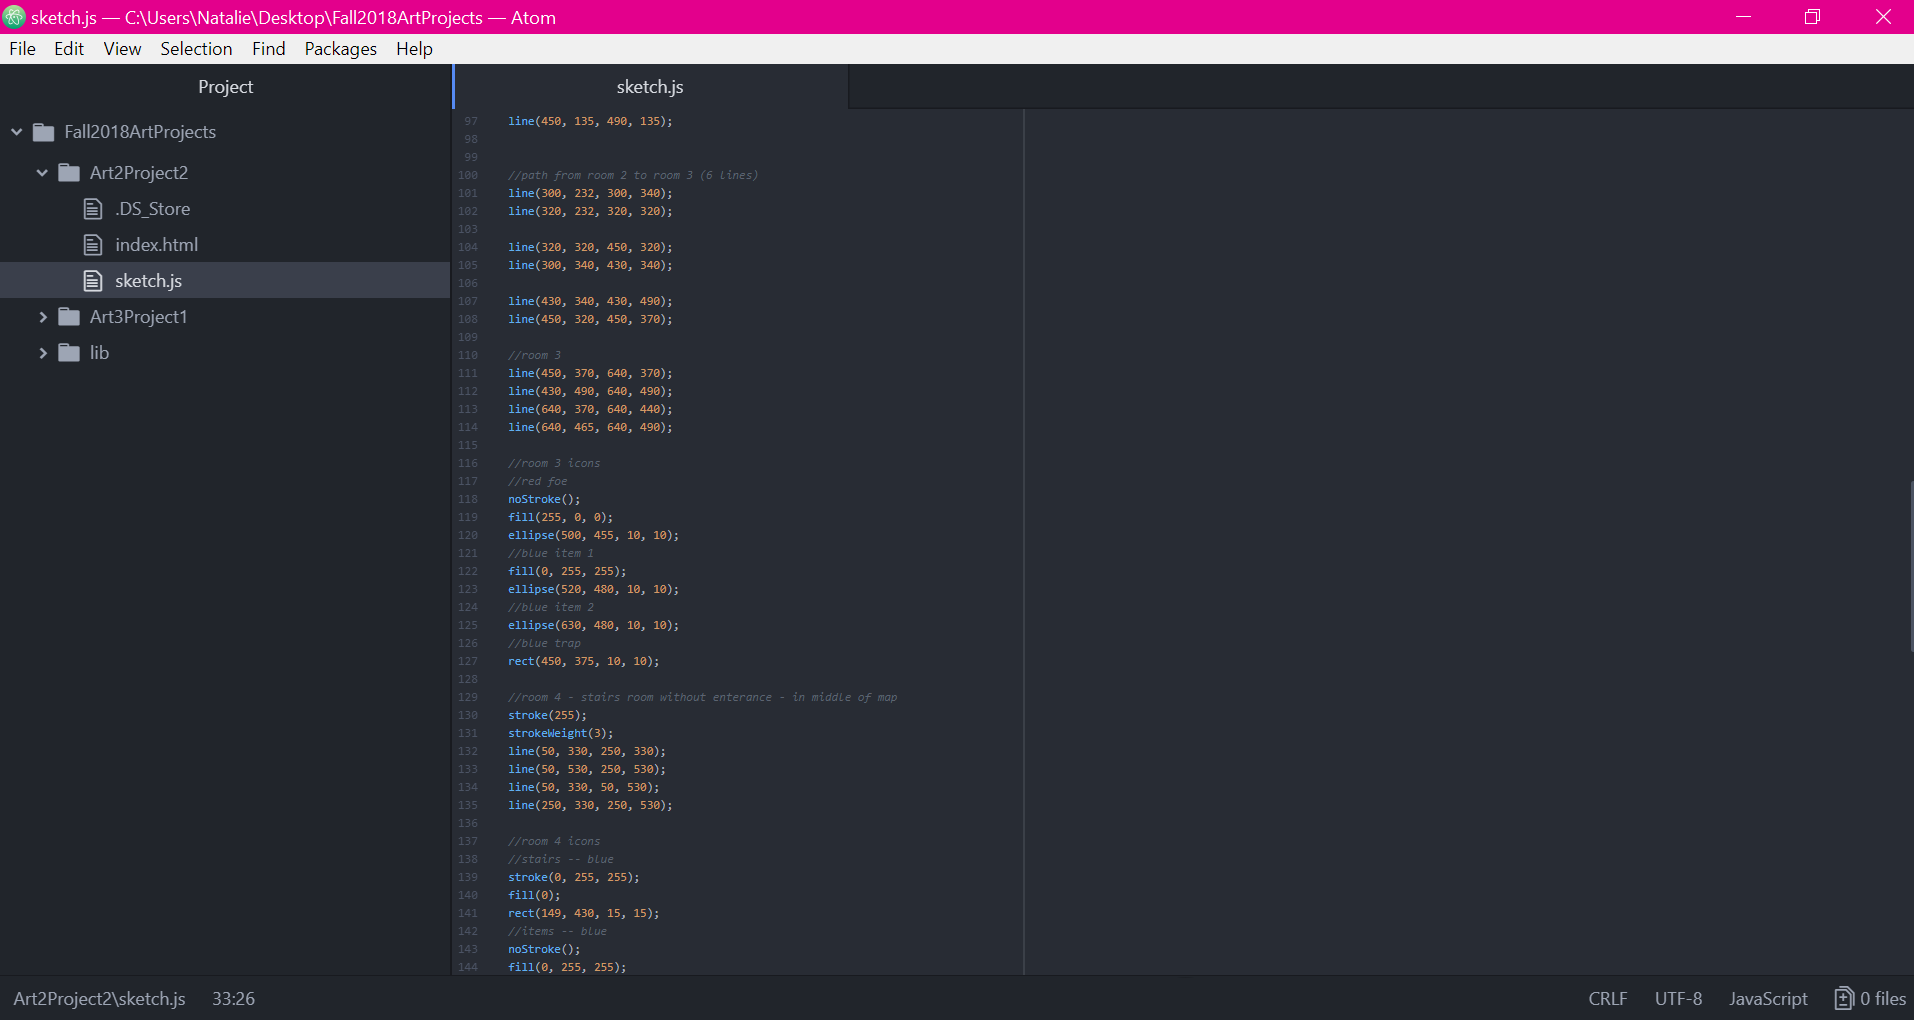 sketch.js — C:\Users\Natalie\Desktop\Fall2018ArtProjects — Atom
File Edit View Selection Find Packages Help
Project
Fall2018ArtProjects
Art2Project2
.DS_Store
index.html
sketch.js
Art3Project1
lib
sketch.js
97 line(450, 135, 490, 135);
98
99
100 //path from room 2 to room 3 (6 lines)
101 line(300, 232, 300, 340);
102 line(320, 232, 320, 320);
103
104 line(320, 320, 450, 320);
105 line(300, 340, 430, 340);
106
107 line(430, 340, 430, 490);
108 line(450, 320, 450, 370);
109
110 //room 3
111 line(450, 370, 640, 370);
112 line(430, 490, 640, 490);
113 line(640, 370, 640, 440);
114 line(640, 465, 640, 490);
115
116 //room 3 icons
117 //red foe
118 noStroke();
119 fill(255, 0, 0);
120 ellipse(500, 455, 10, 10);
121 //blue item 1
122 fill(0, 255, 255);
123 ellipse(520, 480, 10, 10);
124 //blue item 2
125 ellipse(630, 480, 10, 10);
126 //blue trap
127 rect(450, 375, 10, 10);
128
129 //room 4 - stairs room without enterance - in middle of map
130 stroke(255);
131 strokeWeight(3);
132 line(50, 330, 250, 330);
133 line(50, 530, 250, 530);
134 line(50, 330, 50, 530);
135 line(250, 330, 250, 530);
136
137 //room 4 icons
138 //stairs -- blue
139 stroke(0, 255, 255);
140 fill(0);
141 rect(149, 430, 15, 15);
142 //items -- blue
143 noStroke();
144 fill(0, 255, 255);
Art2Project2\sketch.js 33:26
CRLF UTF-8 JavaScript 0 files